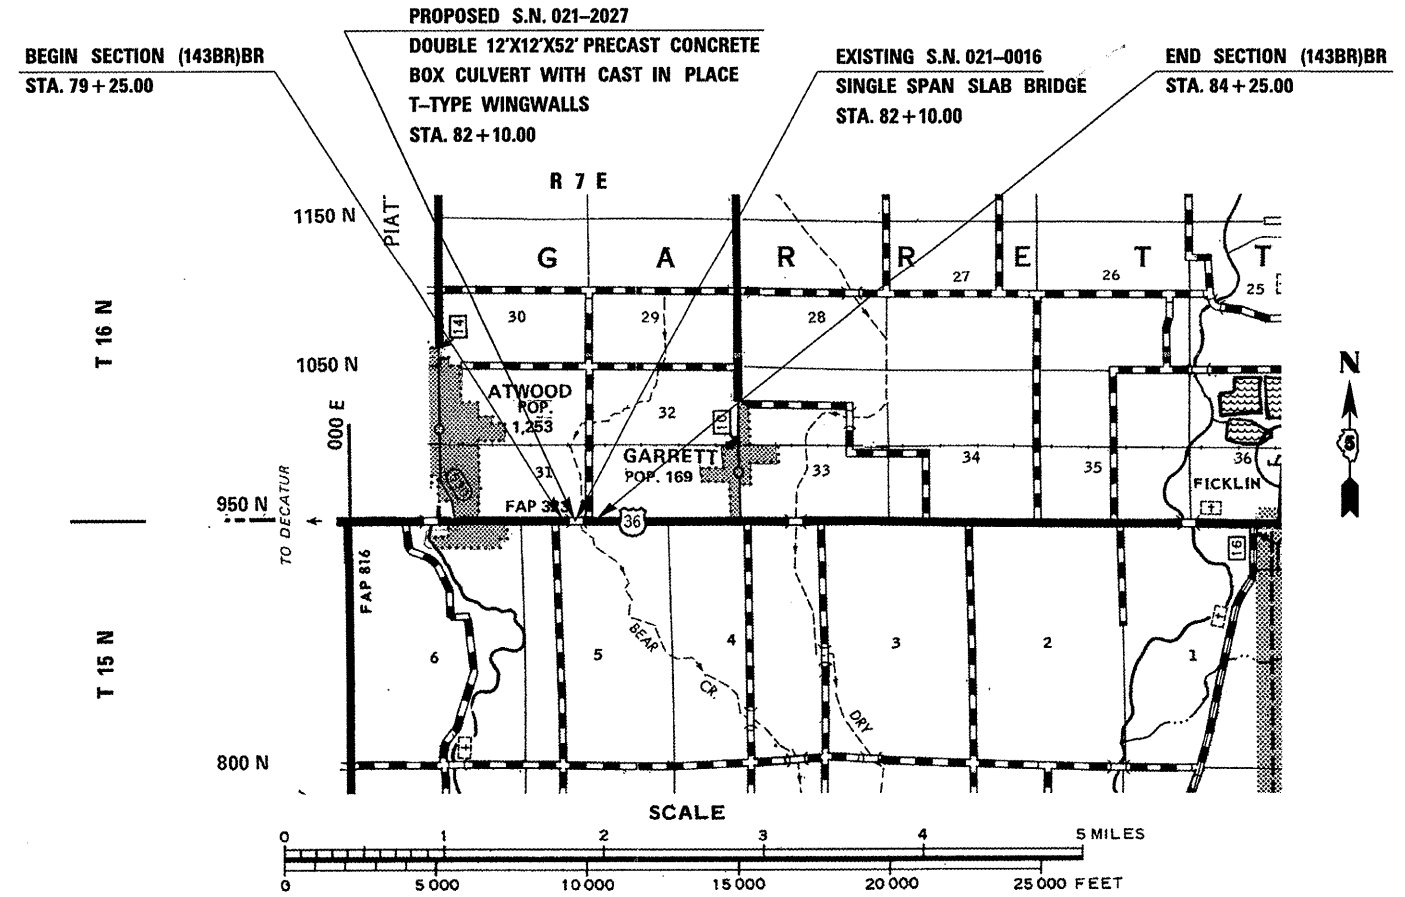 PROPOSED S.N. 021-2027
DOUBLE 12'X12'X52' PRECAST CONCRETE
BOX CULVERT WITH CAST IN PLACE
T-TYPE WINGWALLS
STA. 82+10.00
BEGIN SECTION (143BR)BR
STA. 79+25.00
EXISTING S.N. 021-0016
SINGLE SPAN SLAB BRIDGE
STA. 82+10.00
END SECTION (143BR)BR
STA. 84+25.00
R 7 E
1150 N
PIAT
G A R R E T T
27
26
25
T 16 N
30
29
28
14
1050 N
N
ATWOOD
POP.
1,253
32
10
000 E
GARRETT
POP. 169
5
31
33
34
35
36
FICKLIN
950 N
TO DECATUR
FAP 323
36
16
FAP 816
T 15 N
6
5
4
3
2
1
BEAR
CR.
DRY
800 N
SCALE
0 1 2 3 4 5 MILES
0 5000 10000 15000 20000 25000 FEET